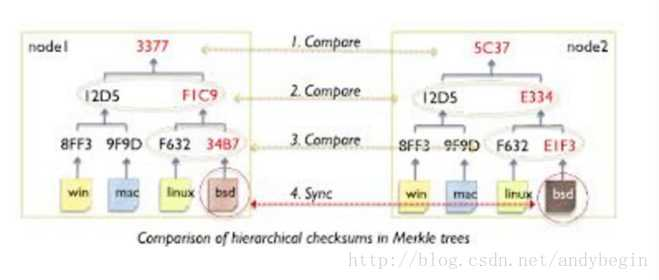 node1 3377 1. Compare 5C37 node2
12D5 F1C9 2. Compare 12D5 E334
8FF3 9F9D F632 34B7 3. Compare 8FF3 9F9D F632 E1F3
win mac linux bsd 4. Sync win mac linux bsd
Comparison of hierarchical checksums in Merkle trees
http://blog.csdn.net/andybegin